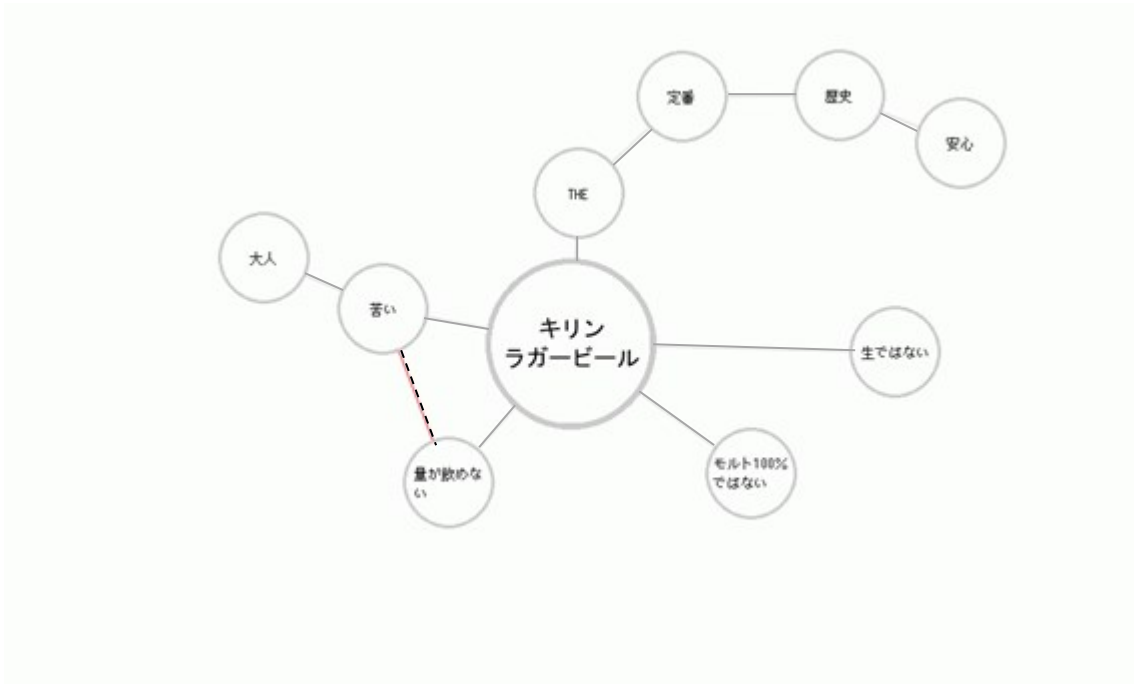 定番
歴史
安心
THE
大人
苦い
キリン
ラガービール
生ではない
量が飲めな
い
モルト100%
ではない